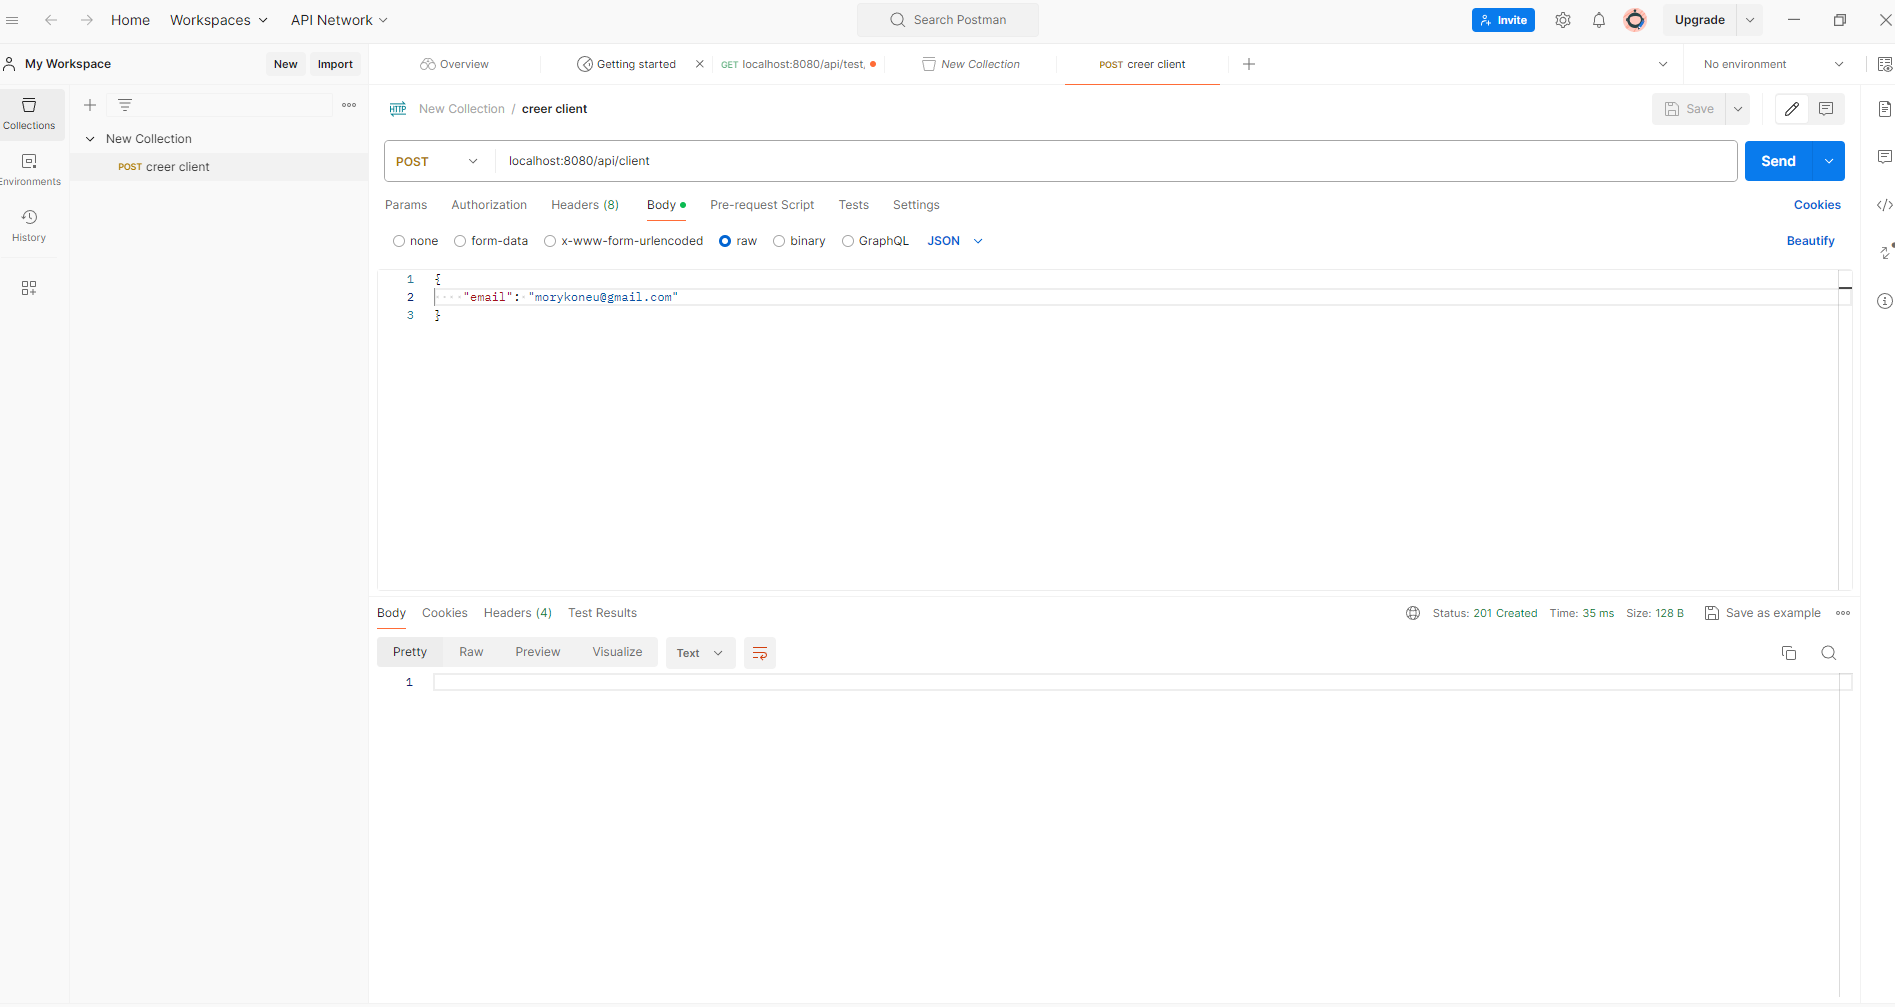 Home Workspaces API Network Search Postman Invite Upgrade
My Workspace New Import Overview Getting started GET localhost:8080/api/test, New Collection POST creer client No environment
Collections
New Collection
POST creer client
Environments
History
New Collection / creer client Save
POST localhost:8080/api/client Send
Params Authorization Headers (8) Body Pre-request Script Tests Settings Cookies
none form-data x-www-form-urlencoded raw binary GraphQL JSON Beautify
1 {
2 "email": "morykoneu@gmail.com"
3 }
Body Cookies Headers (4) Test Results Status: 201 Created Time: 35 ms Size: 128 B Save as example
Pretty Raw Preview Visualize Text
1